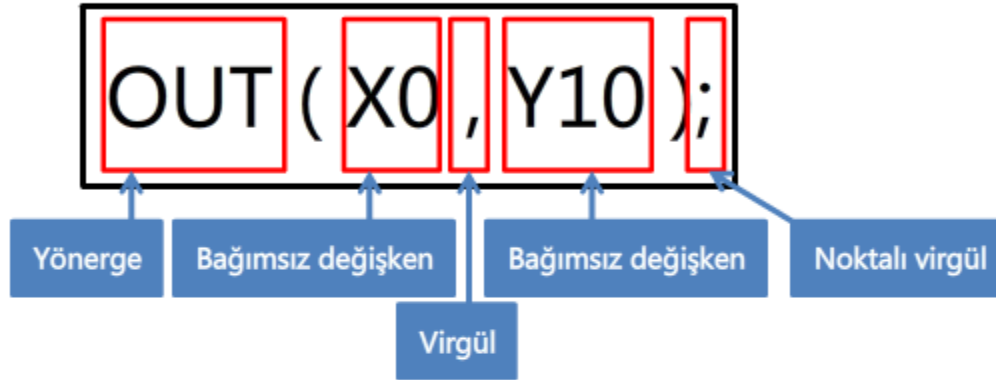 OUT ( X0 , Y10 );
Yönerge
Bağımsız değişken
Bağımsız değişken
Noktalı virgül
Virgül